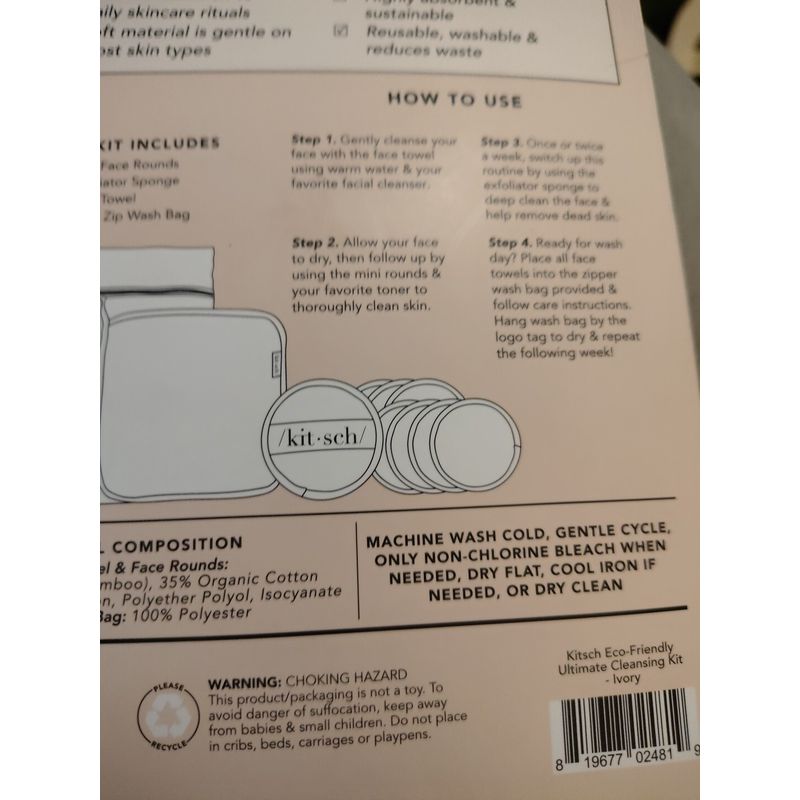 ily skincare rituals
ft material is gentle on
ost skin types
Highly absorbent &
sustainable
Reusable, washable &
reduces waste
HOW TO USE
KIT INCLUDES
Face Rounds
iator Sponge
Towel
Zip Wash Bag
Step 1. Gently cleanse your
face with the face towel
using warm water & your
favorite facial cleanser.
Step 2. Allow your face
to dry, then follow up by
using the mini rounds &
your favorite toner to
thoroughly clean skin.
Step 3. Once or twice
a week, switch up this
routine by using the
exfoliator sponge to
deep clean the face &
help remove dead skin.
Step 4. Ready for wash
day? Place all face
towels into the zipper
wash bag provided &
follow care instructions.
Hang wash bag by the
logo tag to dry & repeat
the following week!
/kit·sch/
L COMPOSITION
el & Face Rounds:
mboo), 35% Organic Cotton
n, Polyether Polyol, Isocyanate
Bag: 100% Polyester
MACHINE WASH COLD, GENTLE CYCLE,
ONLY NON-CHLORINE BLEACH WHEN
NEEDED, DRY FLAT, COOL IRON IF
NEEDED, OR DRY CLEAN
PLEASE
RECYCLE
WARNING: CHOKING HAZARD
This product/packaging is not a toy. To
avoid danger of suffocation, keep away
from babies & small children. Do not place
in cribs, beds, carriages or playpens.
Kitsch Eco-Friendly
Ultimate Cleansing Kit
- Ivory
8 19677 02481 9